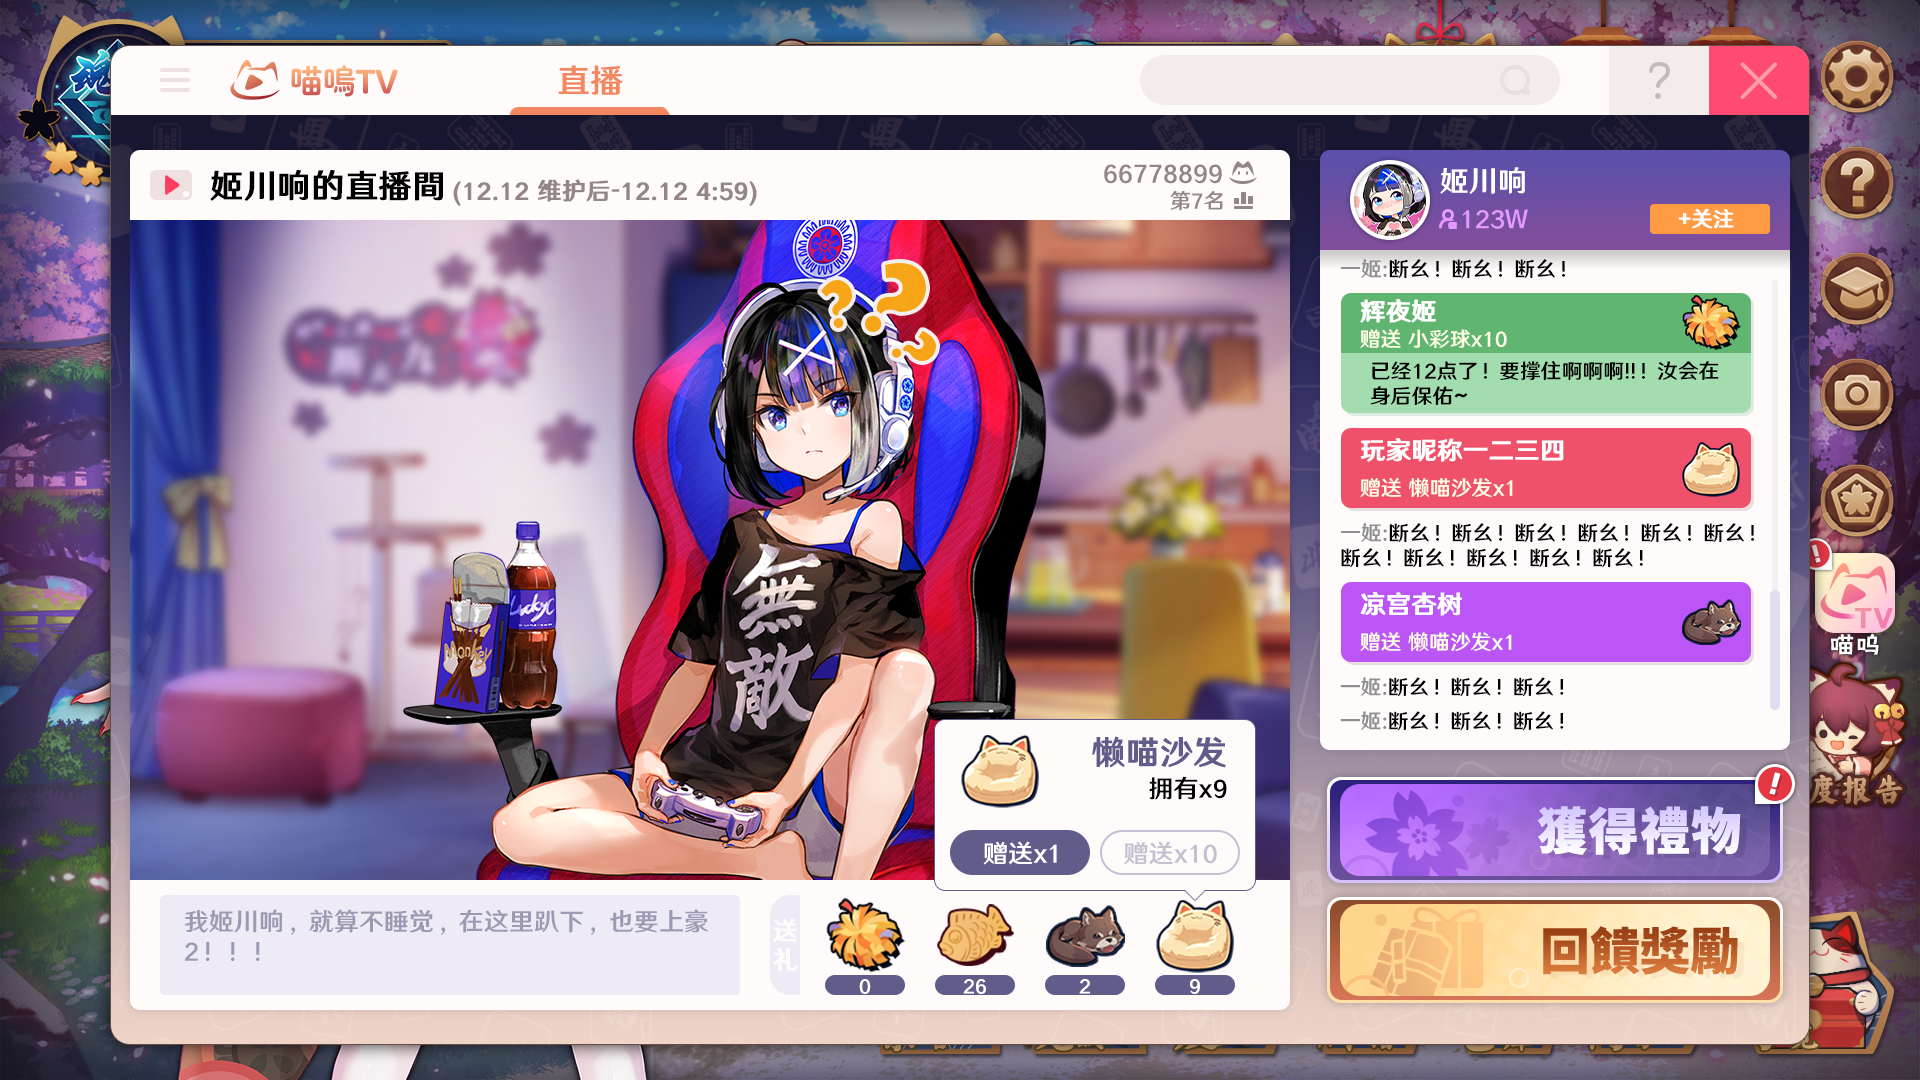 喵嗚TV
直播
?
姬川响的直播間 (12.12 维护后-12.12 4:59)
66778899
第7名
無敵
LuckyC
Monkey
懒喵沙发
拥有x9
赠送x1
赠送x10
我姬川响，就算不睡觉，在这里趴下，也要上豪
2！！！
送礼
0
26
2
9
姬川响
123W
+关注
一姬:断幺！断幺！断幺！
辉夜姬
赠送 小彩球x10
已经12点了！要撑住啊啊啊!!！汝会在
身后保佑~
玩家昵称一二三四
赠送 懒喵沙发x1
一姬:断幺！断幺！断幺！断幺！断幺！断幺！
断幺！断幺！断幺！断幺！断幺！
凉宫杏树
赠送 懒喵沙发x1
一姬:断幺！断幺！断幺！
一姬:断幺！断幺！断幺！
獲得禮物
!
回饋獎勵
?
!
TV
喵呜
度报告